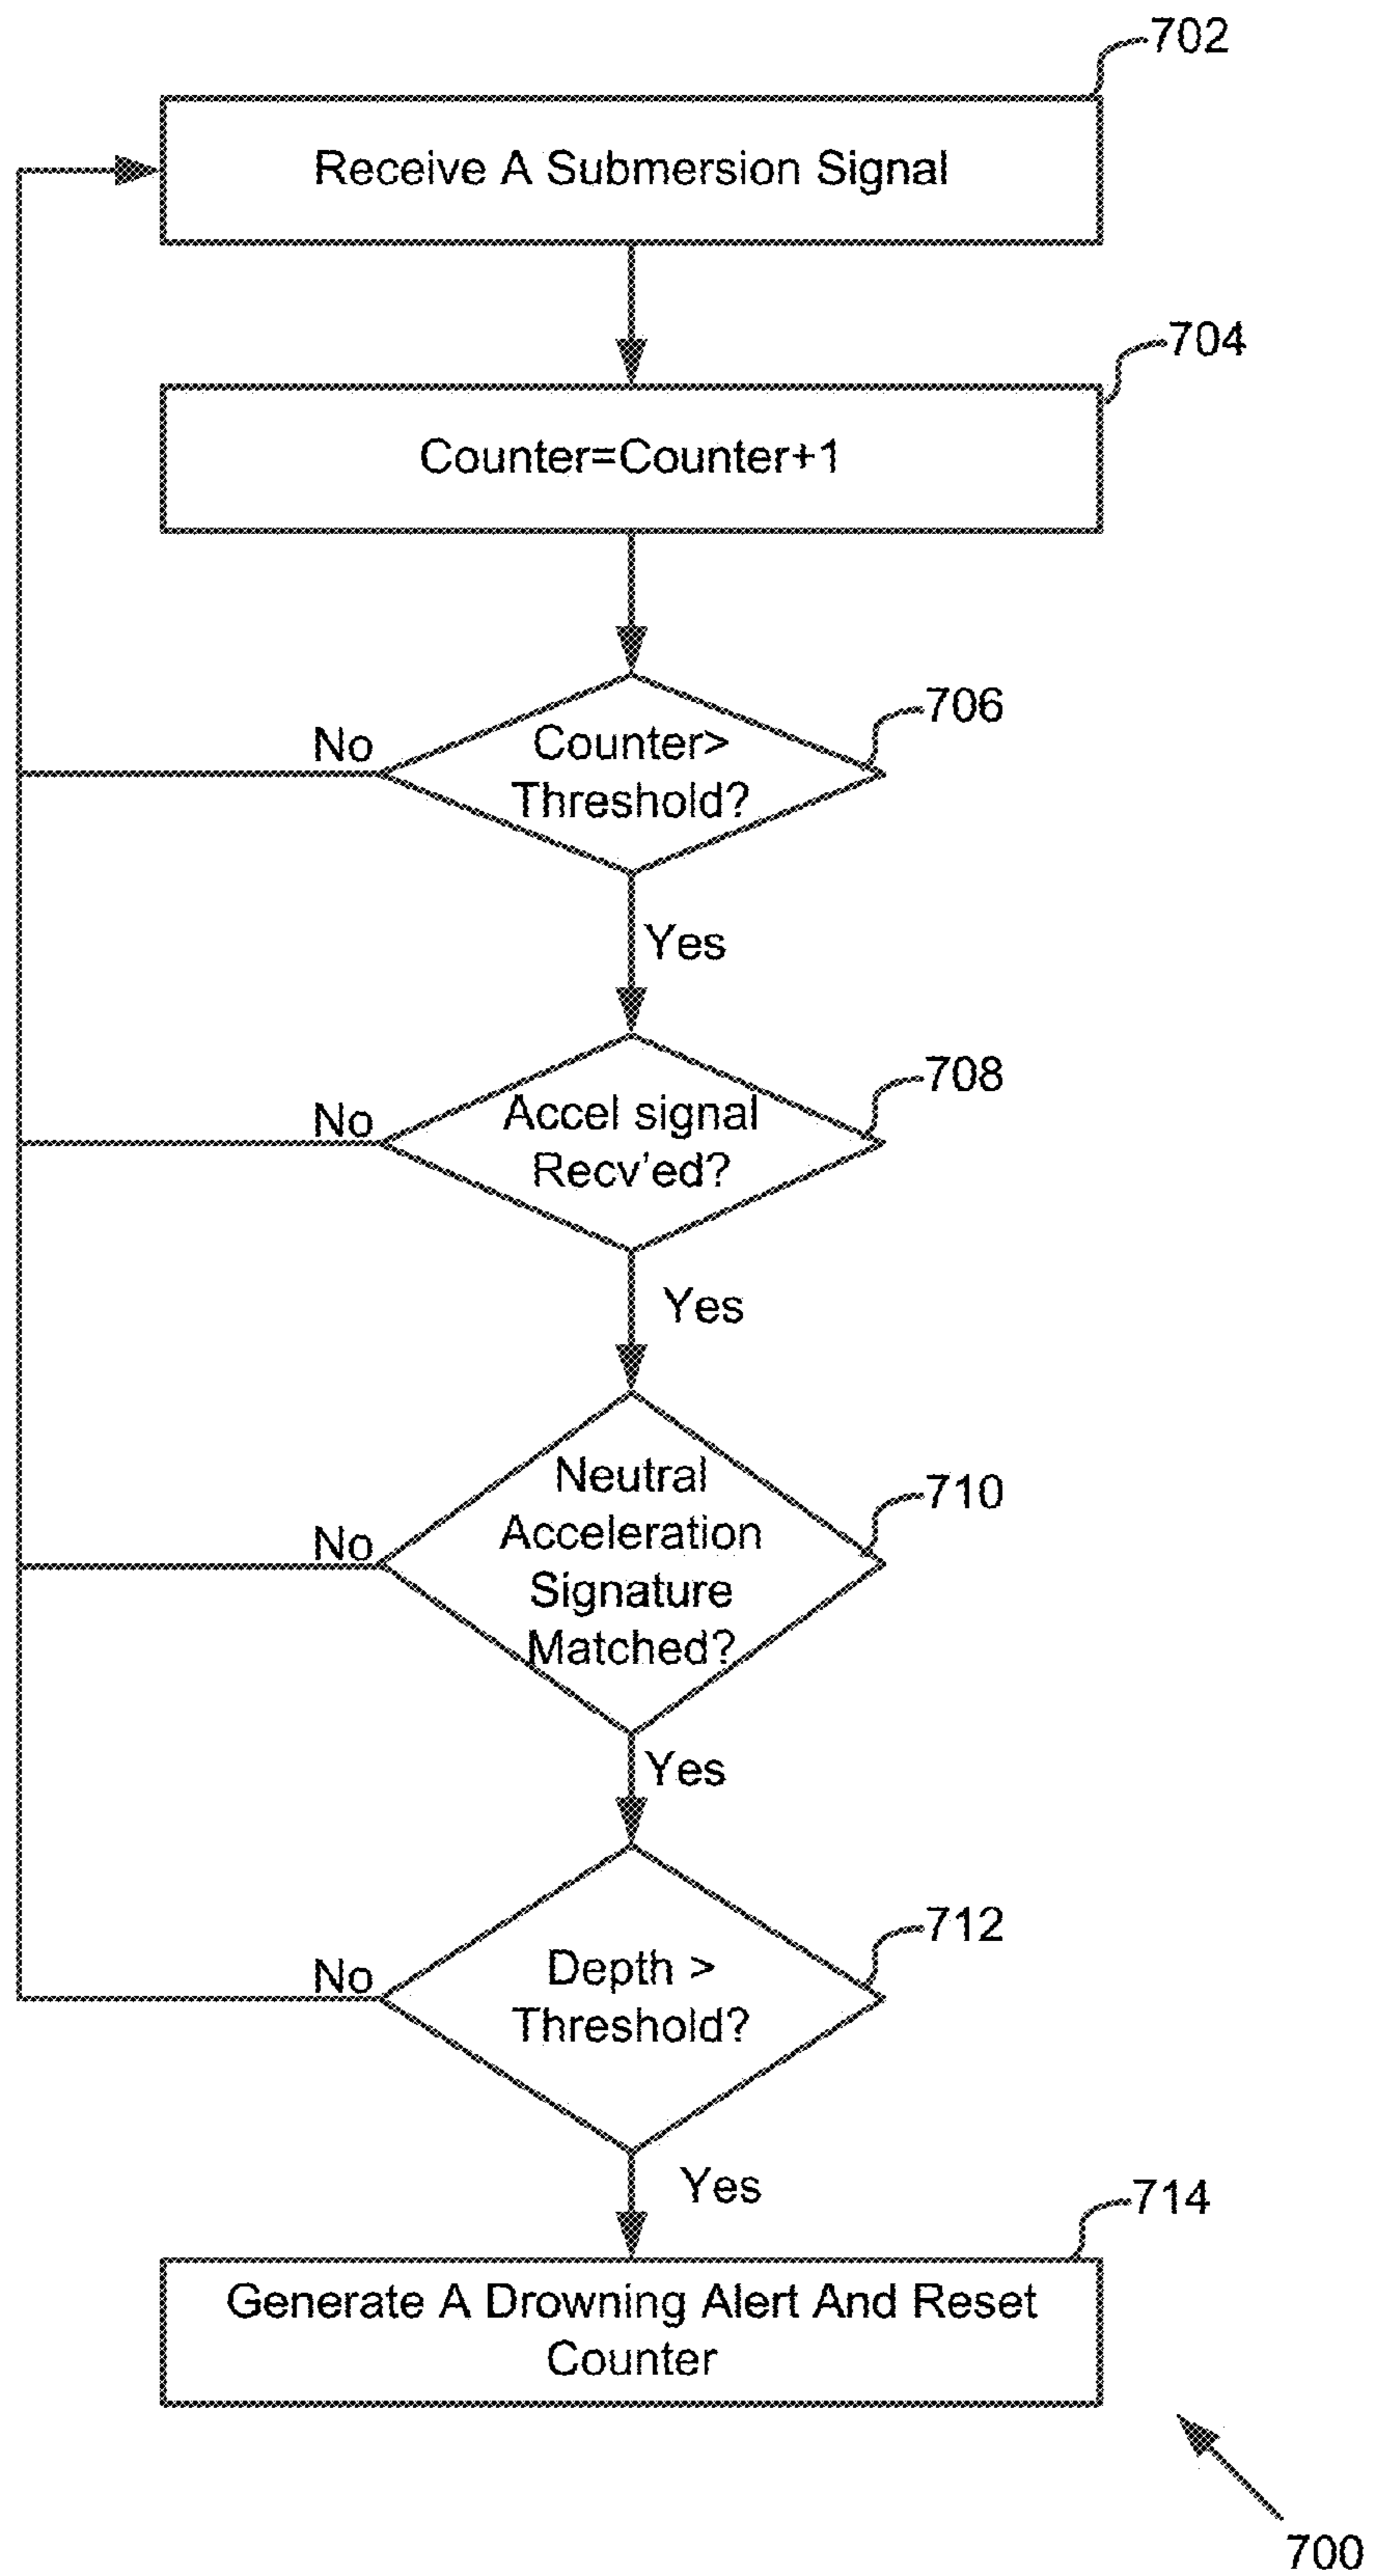 702
Receive A Submersion Signal
704
Counter=Counter+1
706
No
Counter>
Threshold?
Yes
708
No
Accel signal
Recv'ed?
Yes
710
No
Neutral
Acceleration
Signature
Matched?
Yes
712
No
Depth >
Threshold?
Yes
714
Generate A Drowning Alert And Reset
Counter
700